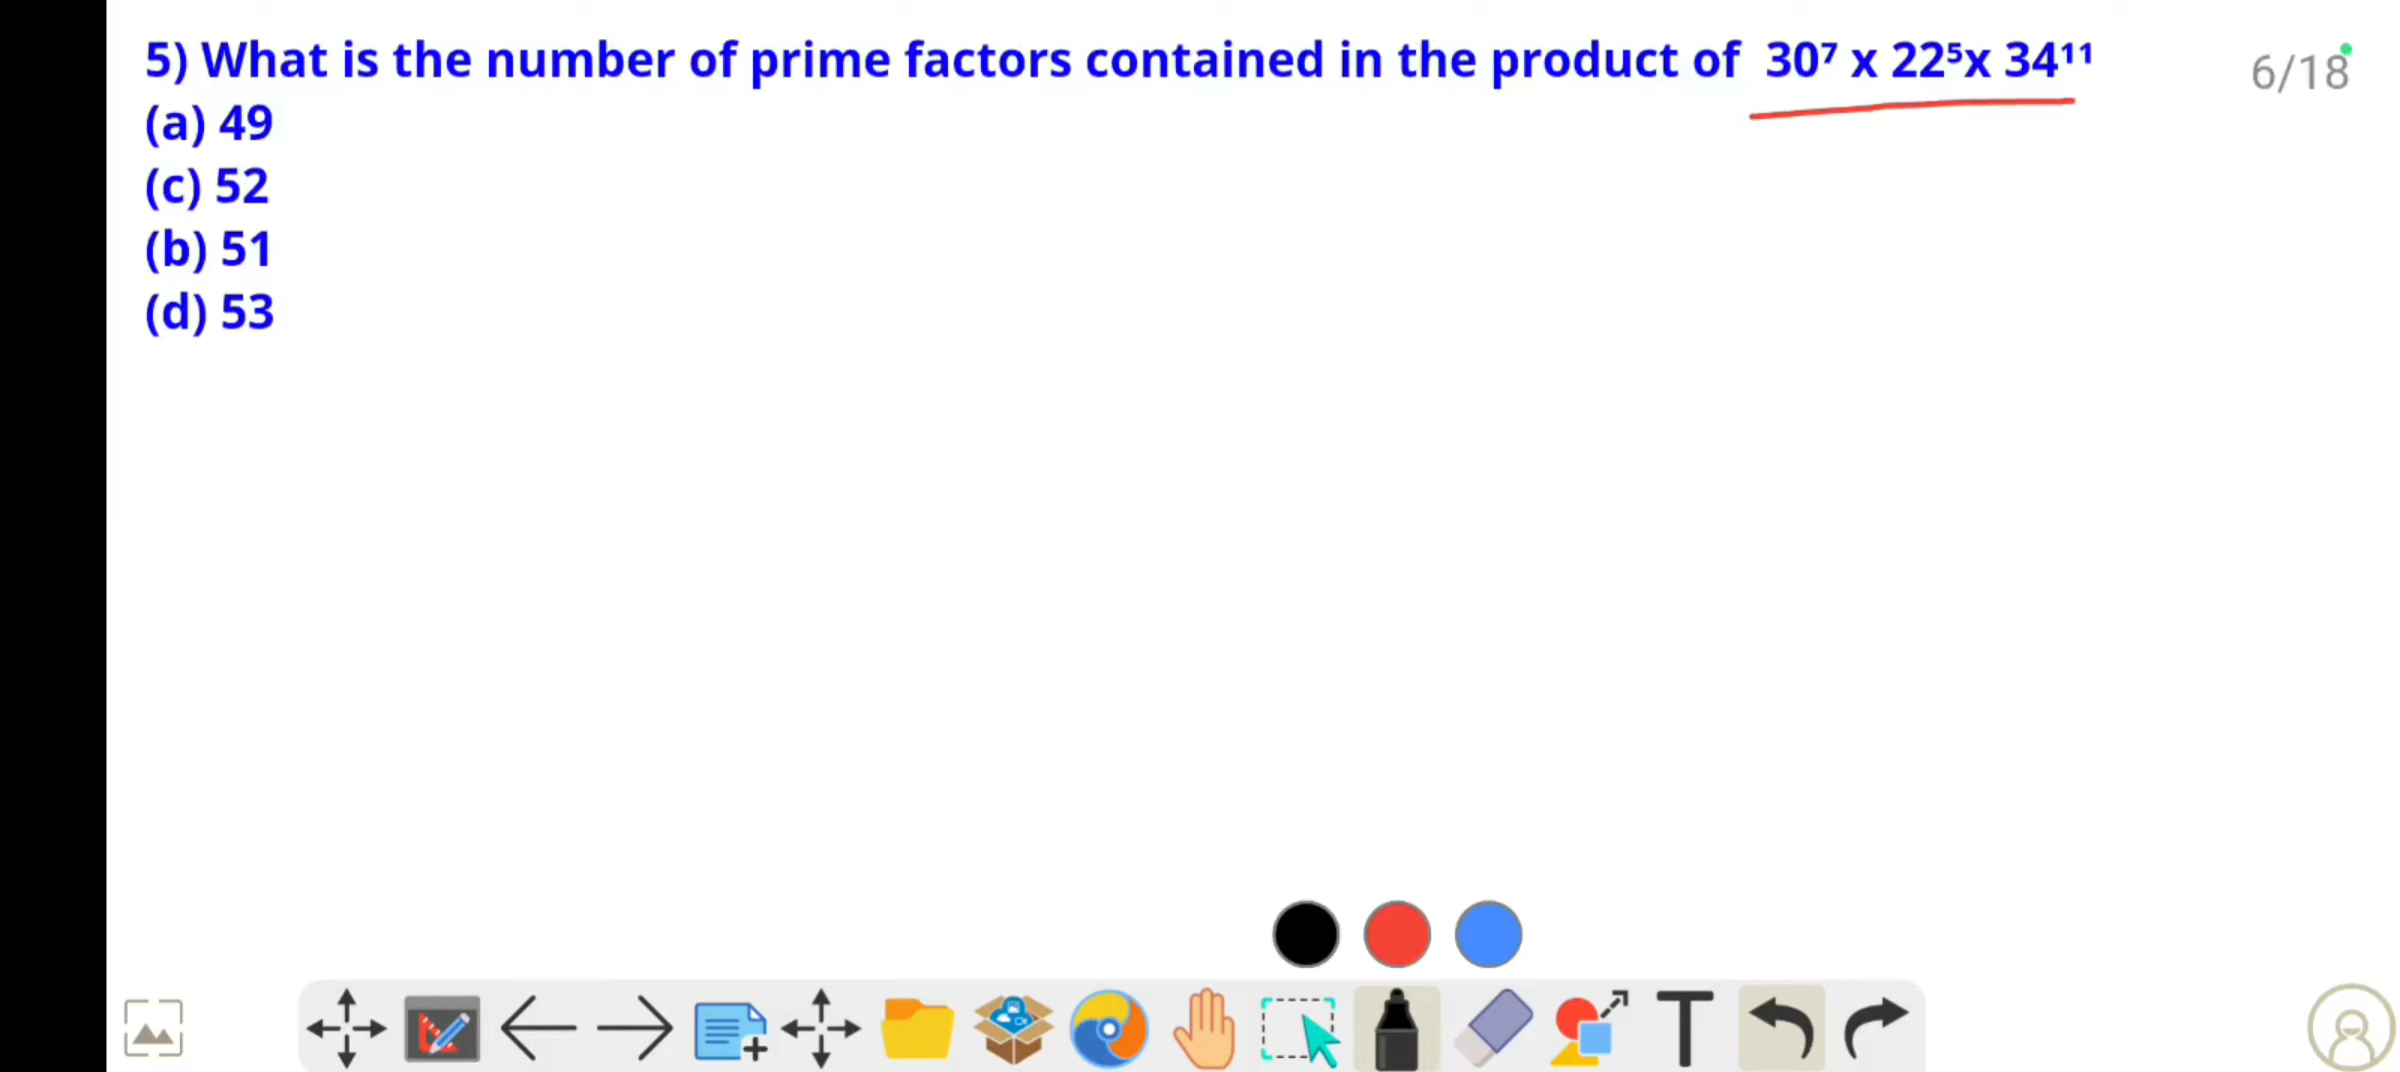 5) What is the number of prime factors contained in the product of 30⁷ x 22⁵x 34¹¹
6/18
(a) 49
(c) 52
(b) 51
(d) 53